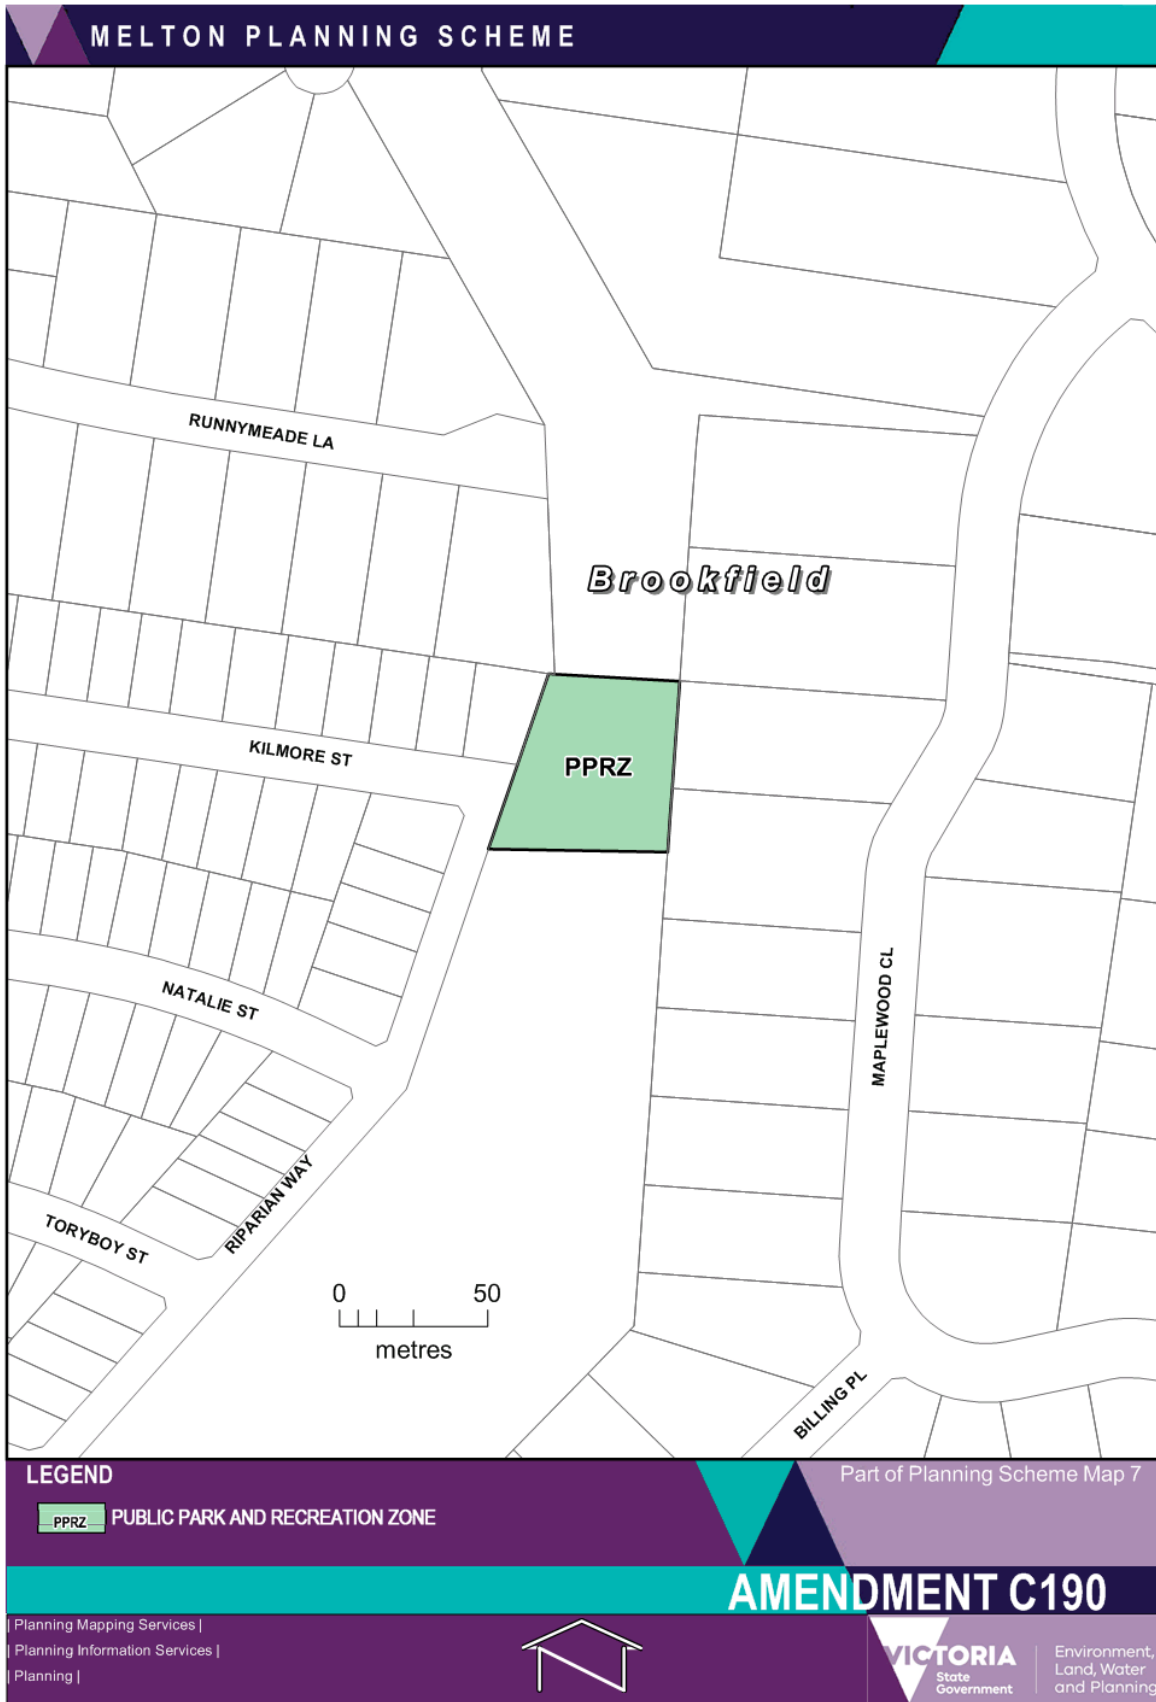 MELTON PLANNING SCHEME
RUNNYMEADE LA
Brookfield
KILMORE ST
PPRZ
NATALIE ST
MAPLEWOOD CL
RIPARIAN WAY
TORYBOY ST
0 50
metres
BILLING PL
LEGEND
Part of Planning Scheme Map 7
PPRZ PUBLIC PARK AND RECREATION ZONE
AMENDMENT C190
| Planning Mapping Services |
| Planning Information Services |
| Planning |
VICTORIA
State
Government
Environment,
Land, Water
and Planning